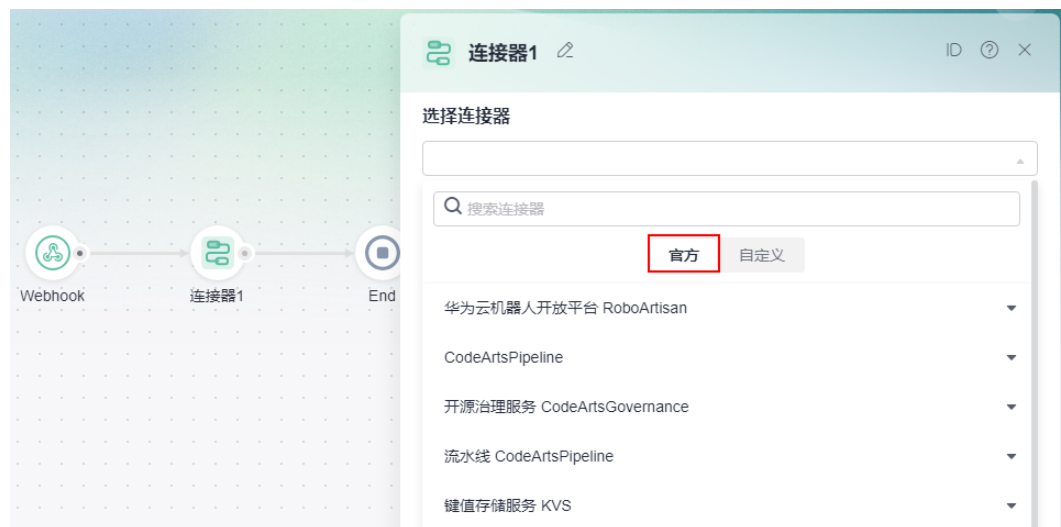 连接器1
ID
选择连接器
搜索连接器
官方 自定义
Webhook 连接器1 End
华为云机器人开放平台 RoboArtisan
CodeArtsPipeline
开源治理服务 CodeArtsGovernance
流水线 CodeArtsPipeline
键值存储服务 KVS